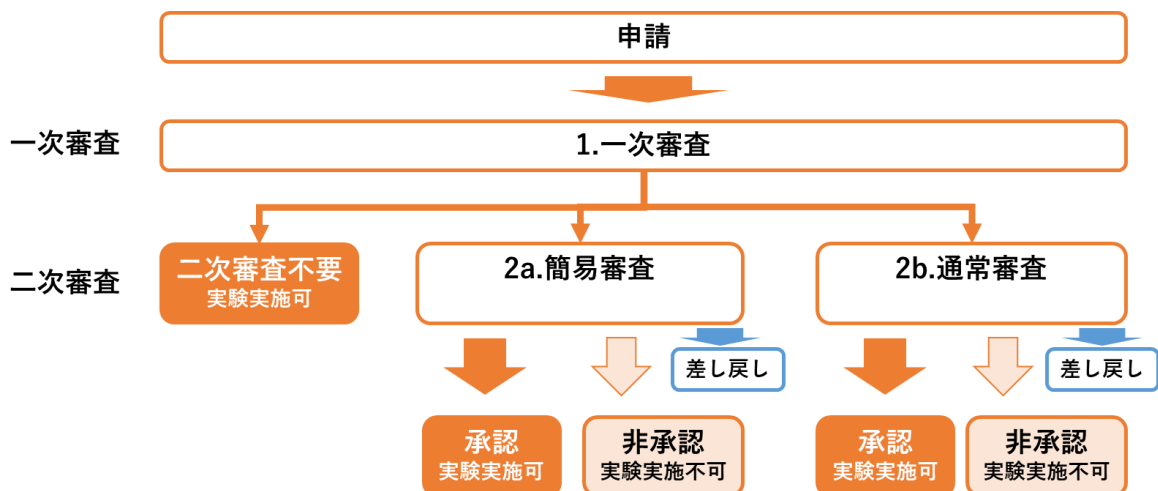 申請
一次審査
1.一次審査
二次審査
二次審査不要
実験実施可
2a.簡易審査
2b.通常審査
差し戻し
差し戻し
承認
実験実施可
非承認
実験実施不可
承認
実験実施可
非承認
実験実施不可